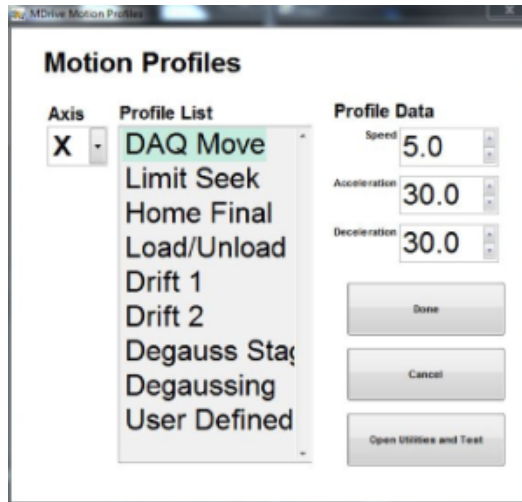 MDrive Motion Profiles
Motion Profiles
Axis
X
Profile List
DAQ Move
Limit Seek
Home Final
Load/Unload
Drift 1
Drift 2
Degauss Stag
Degaussing
User Defined
Profile Data
Speed
5.0
Acceleration
30.0
Deceleration
30.0
Done
Cancel
Open Utilities and Test